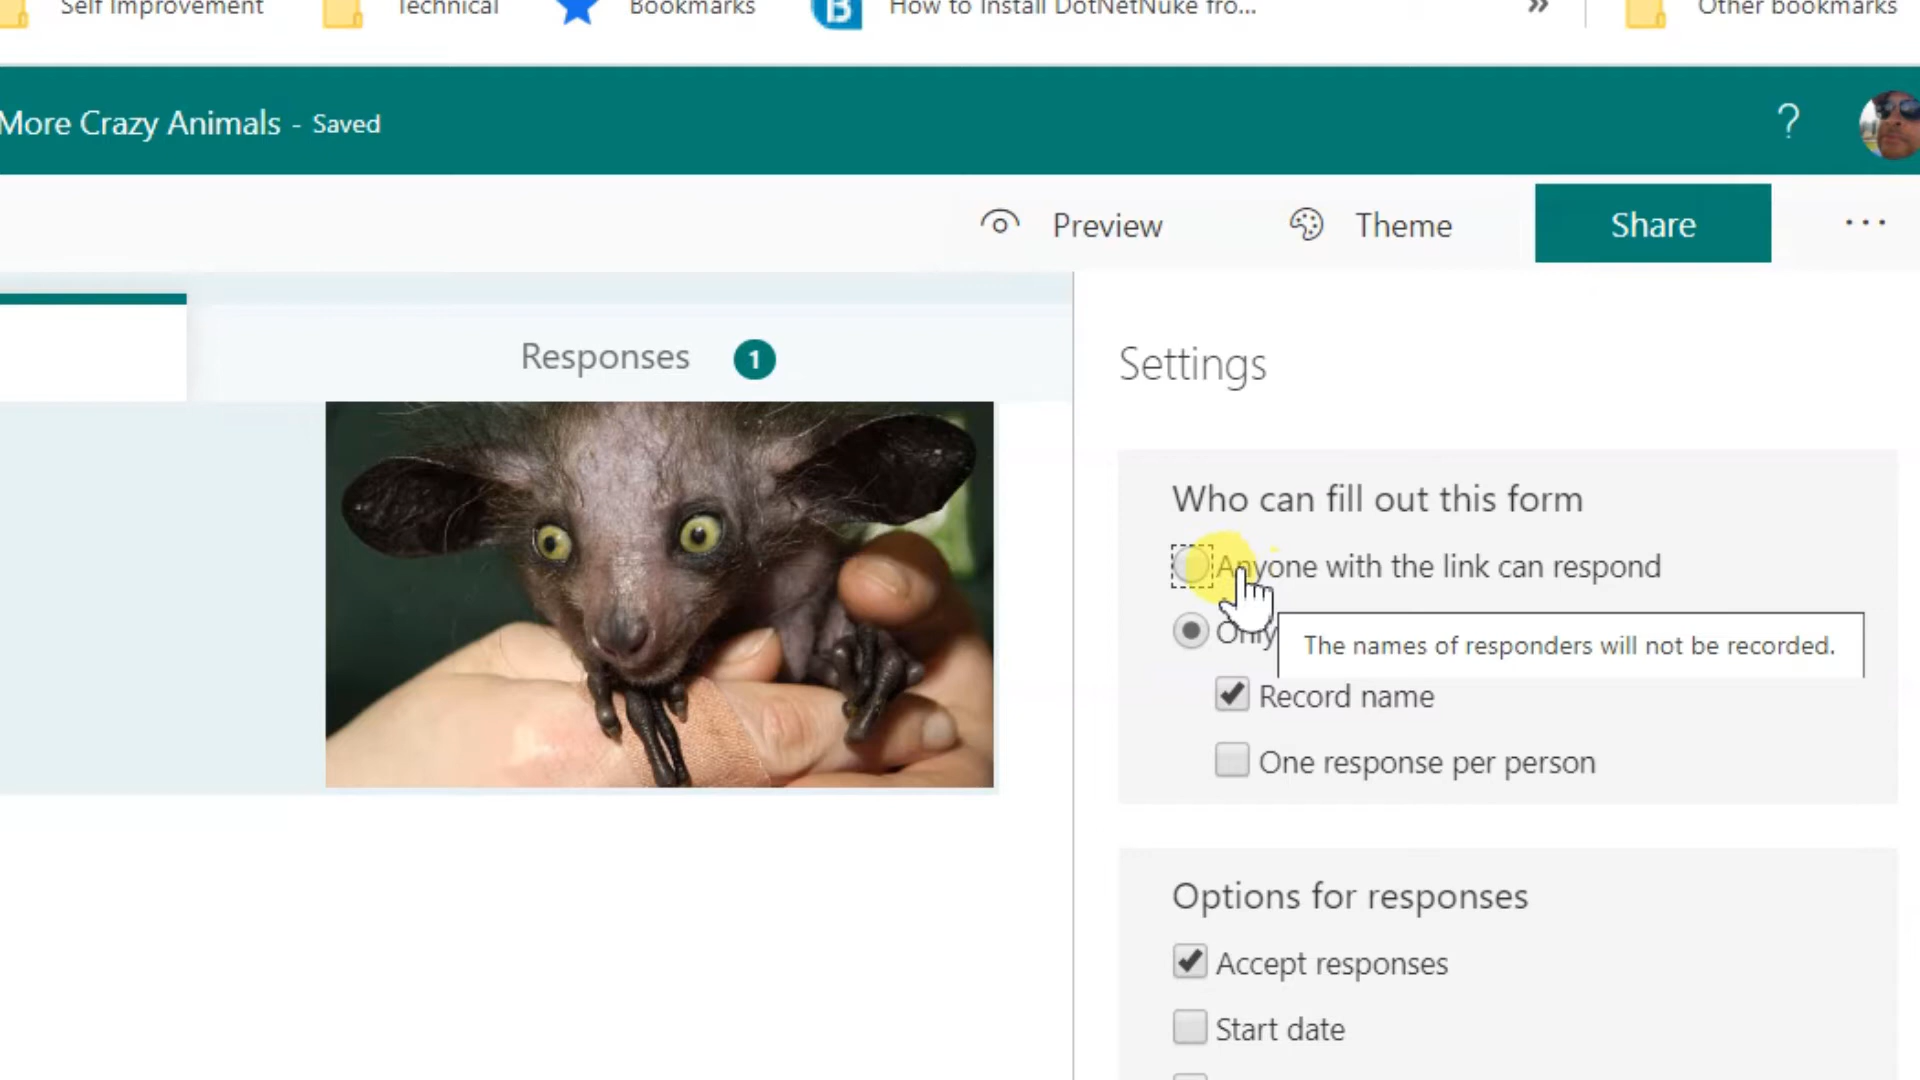 Self Improvement Technical Bookmarks How to Install DotNetNuke fro... » Other bookmarks
More Crazy Animals - Saved ?
Preview Theme Share ...
Responses 1
Settings
Who can fill out this form
Anyone with the link can respond
Only
The names of responders will not be recorded.
Record name
One response per person
Options for responses
Accept responses
Start date